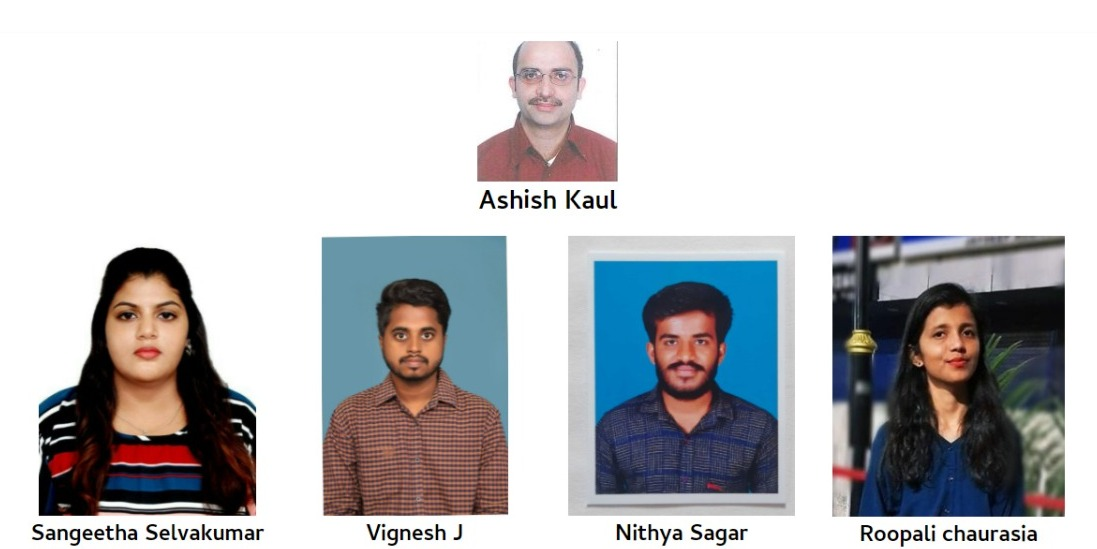 Ashish Kaul
Sangeetha Selvakumar
Vignesh J
Nithya Sagar
Roopali chaurasia